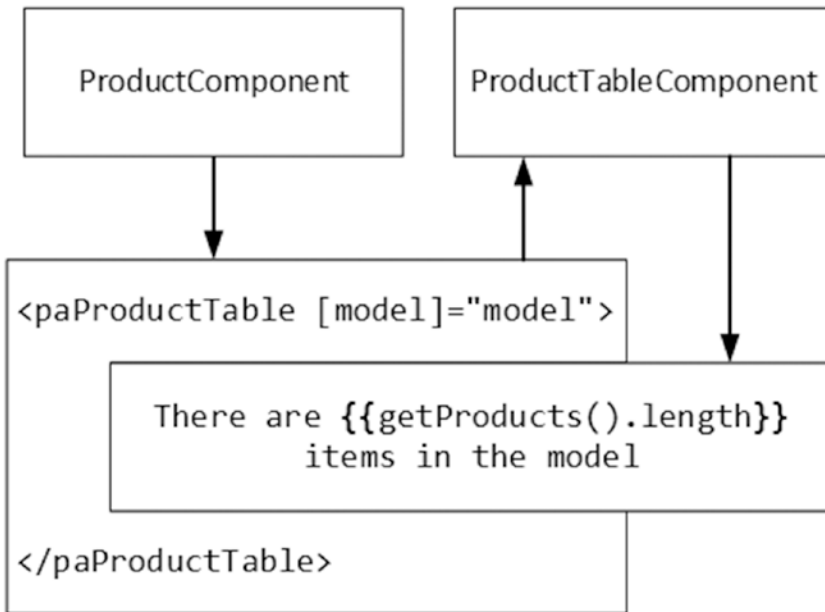 ProductComponent
ProductTableComponent
<paProductTable [model]="model">
There are {{getProducts().length}}
items in the model
</paProductTable>